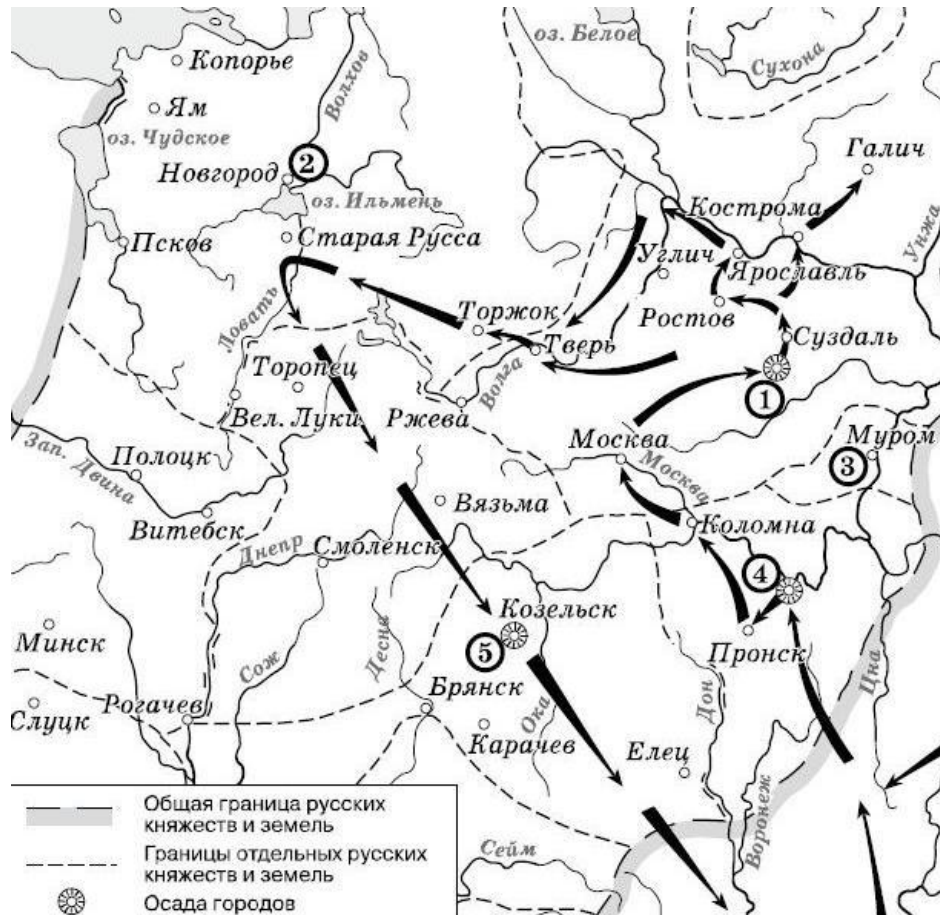 оз. Белое
Сухона
Копорье
Волхов
Ям
оз. Чудское
Галич
Новгород
2
оз. Ильмень
Кострома
Унжа
Псков
Старая Русса
Углич
Ярославль
Ловать
Торжок
Ростов
Суздаль
Тверь
Торопец
Волга
1
Вел. Луки
Ржева
Москва
Муром
3
Зап. Двина
Полоцк
Москва
Вязьма
Коломна
Витебск
Днепр
Смоленск
4
Козельск
Минск
Десна
5
Пронск
Цна
Сож
Брянск
Дон
Слуцк
Рогачев
Ока
Карачев
Елец
Воронеж
Сейм
Общая граница русских
княжеств и земель
Границы отдельных русских
княжеств и земель
Осада городов